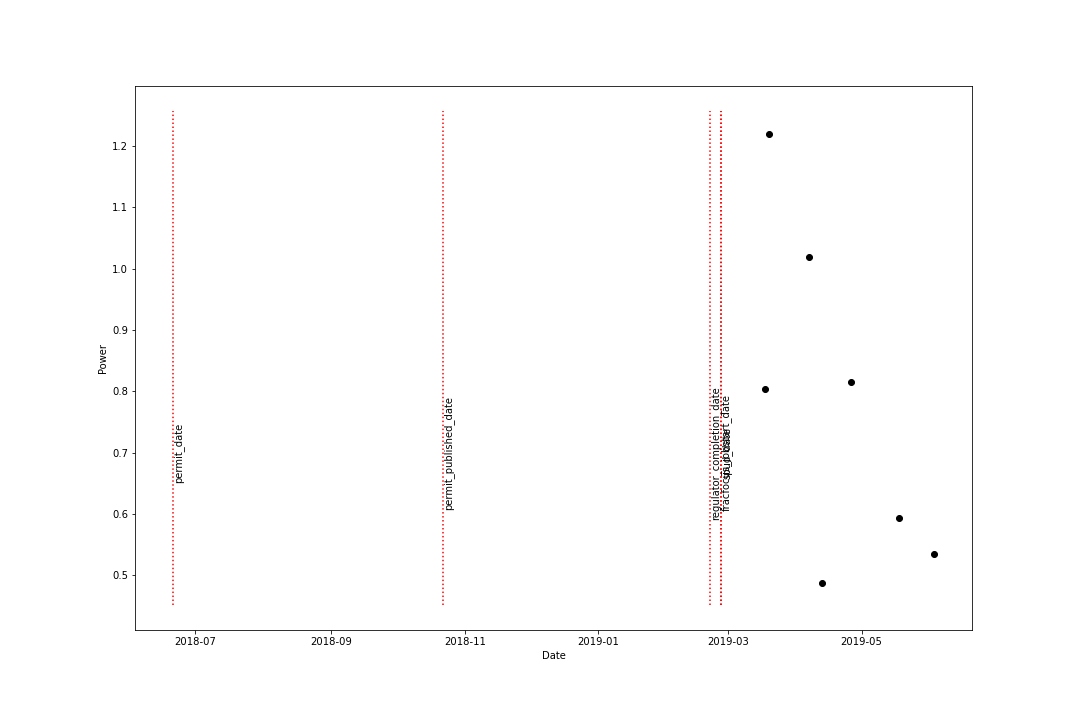 1.2
1.1
1.0
0.9
0.8
0.7
0.6
0.5
Power
permit_date
permit_published_date
regulator_completion_date
2018-07
2018-09
2018-11
2019-01
2019-03
2019-05
Date